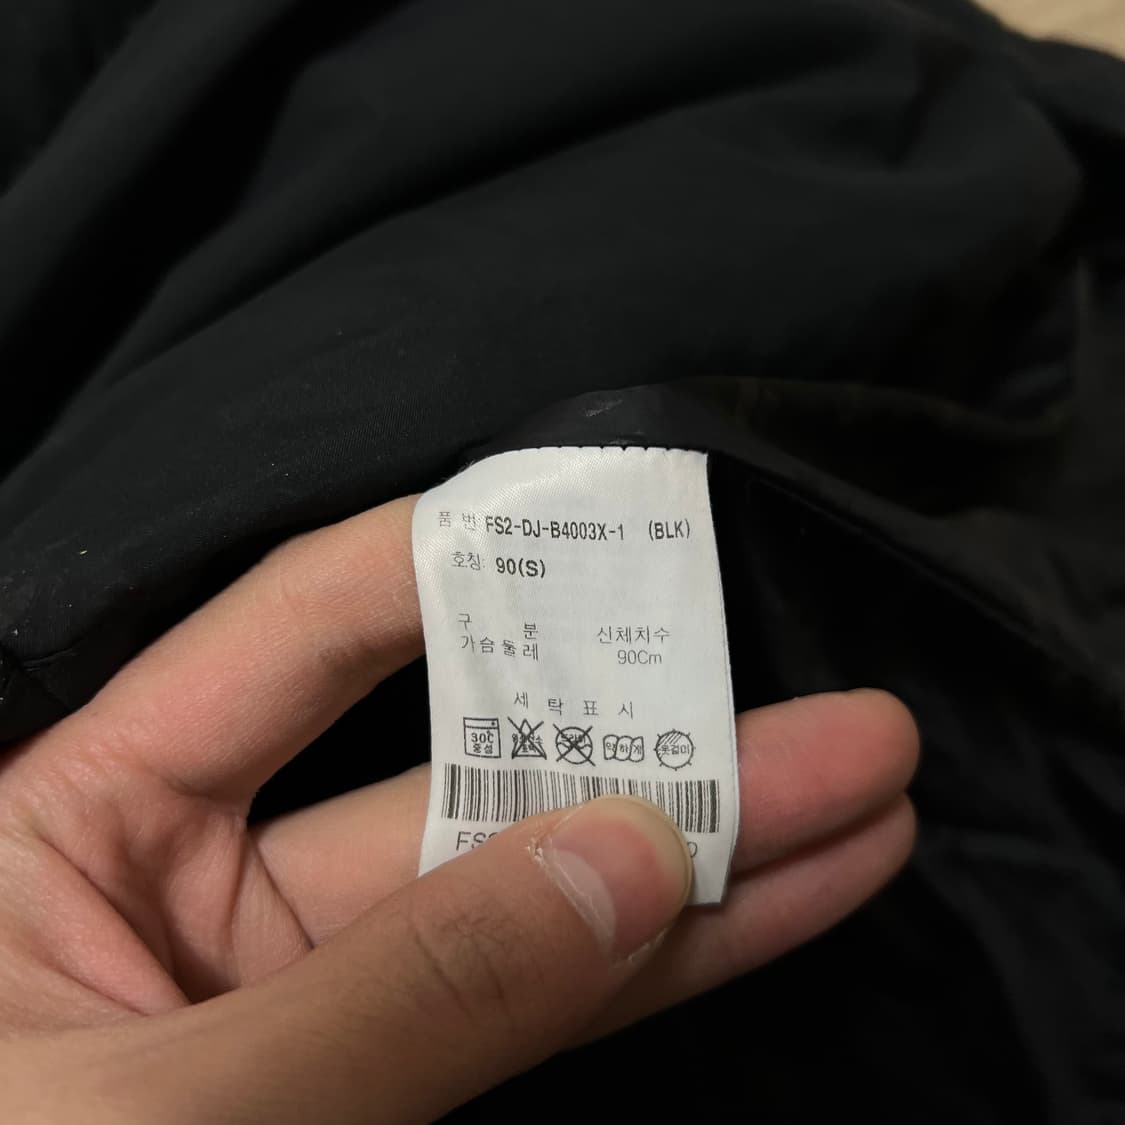 품 번 FS2-DJ-B4003X-1 (BLK)
호칭: 90(S)
구 분 신체치수
가슴둘레 90Cm
세 탁 표 시
30℃ 중성
약하게
옷걸이
FS2